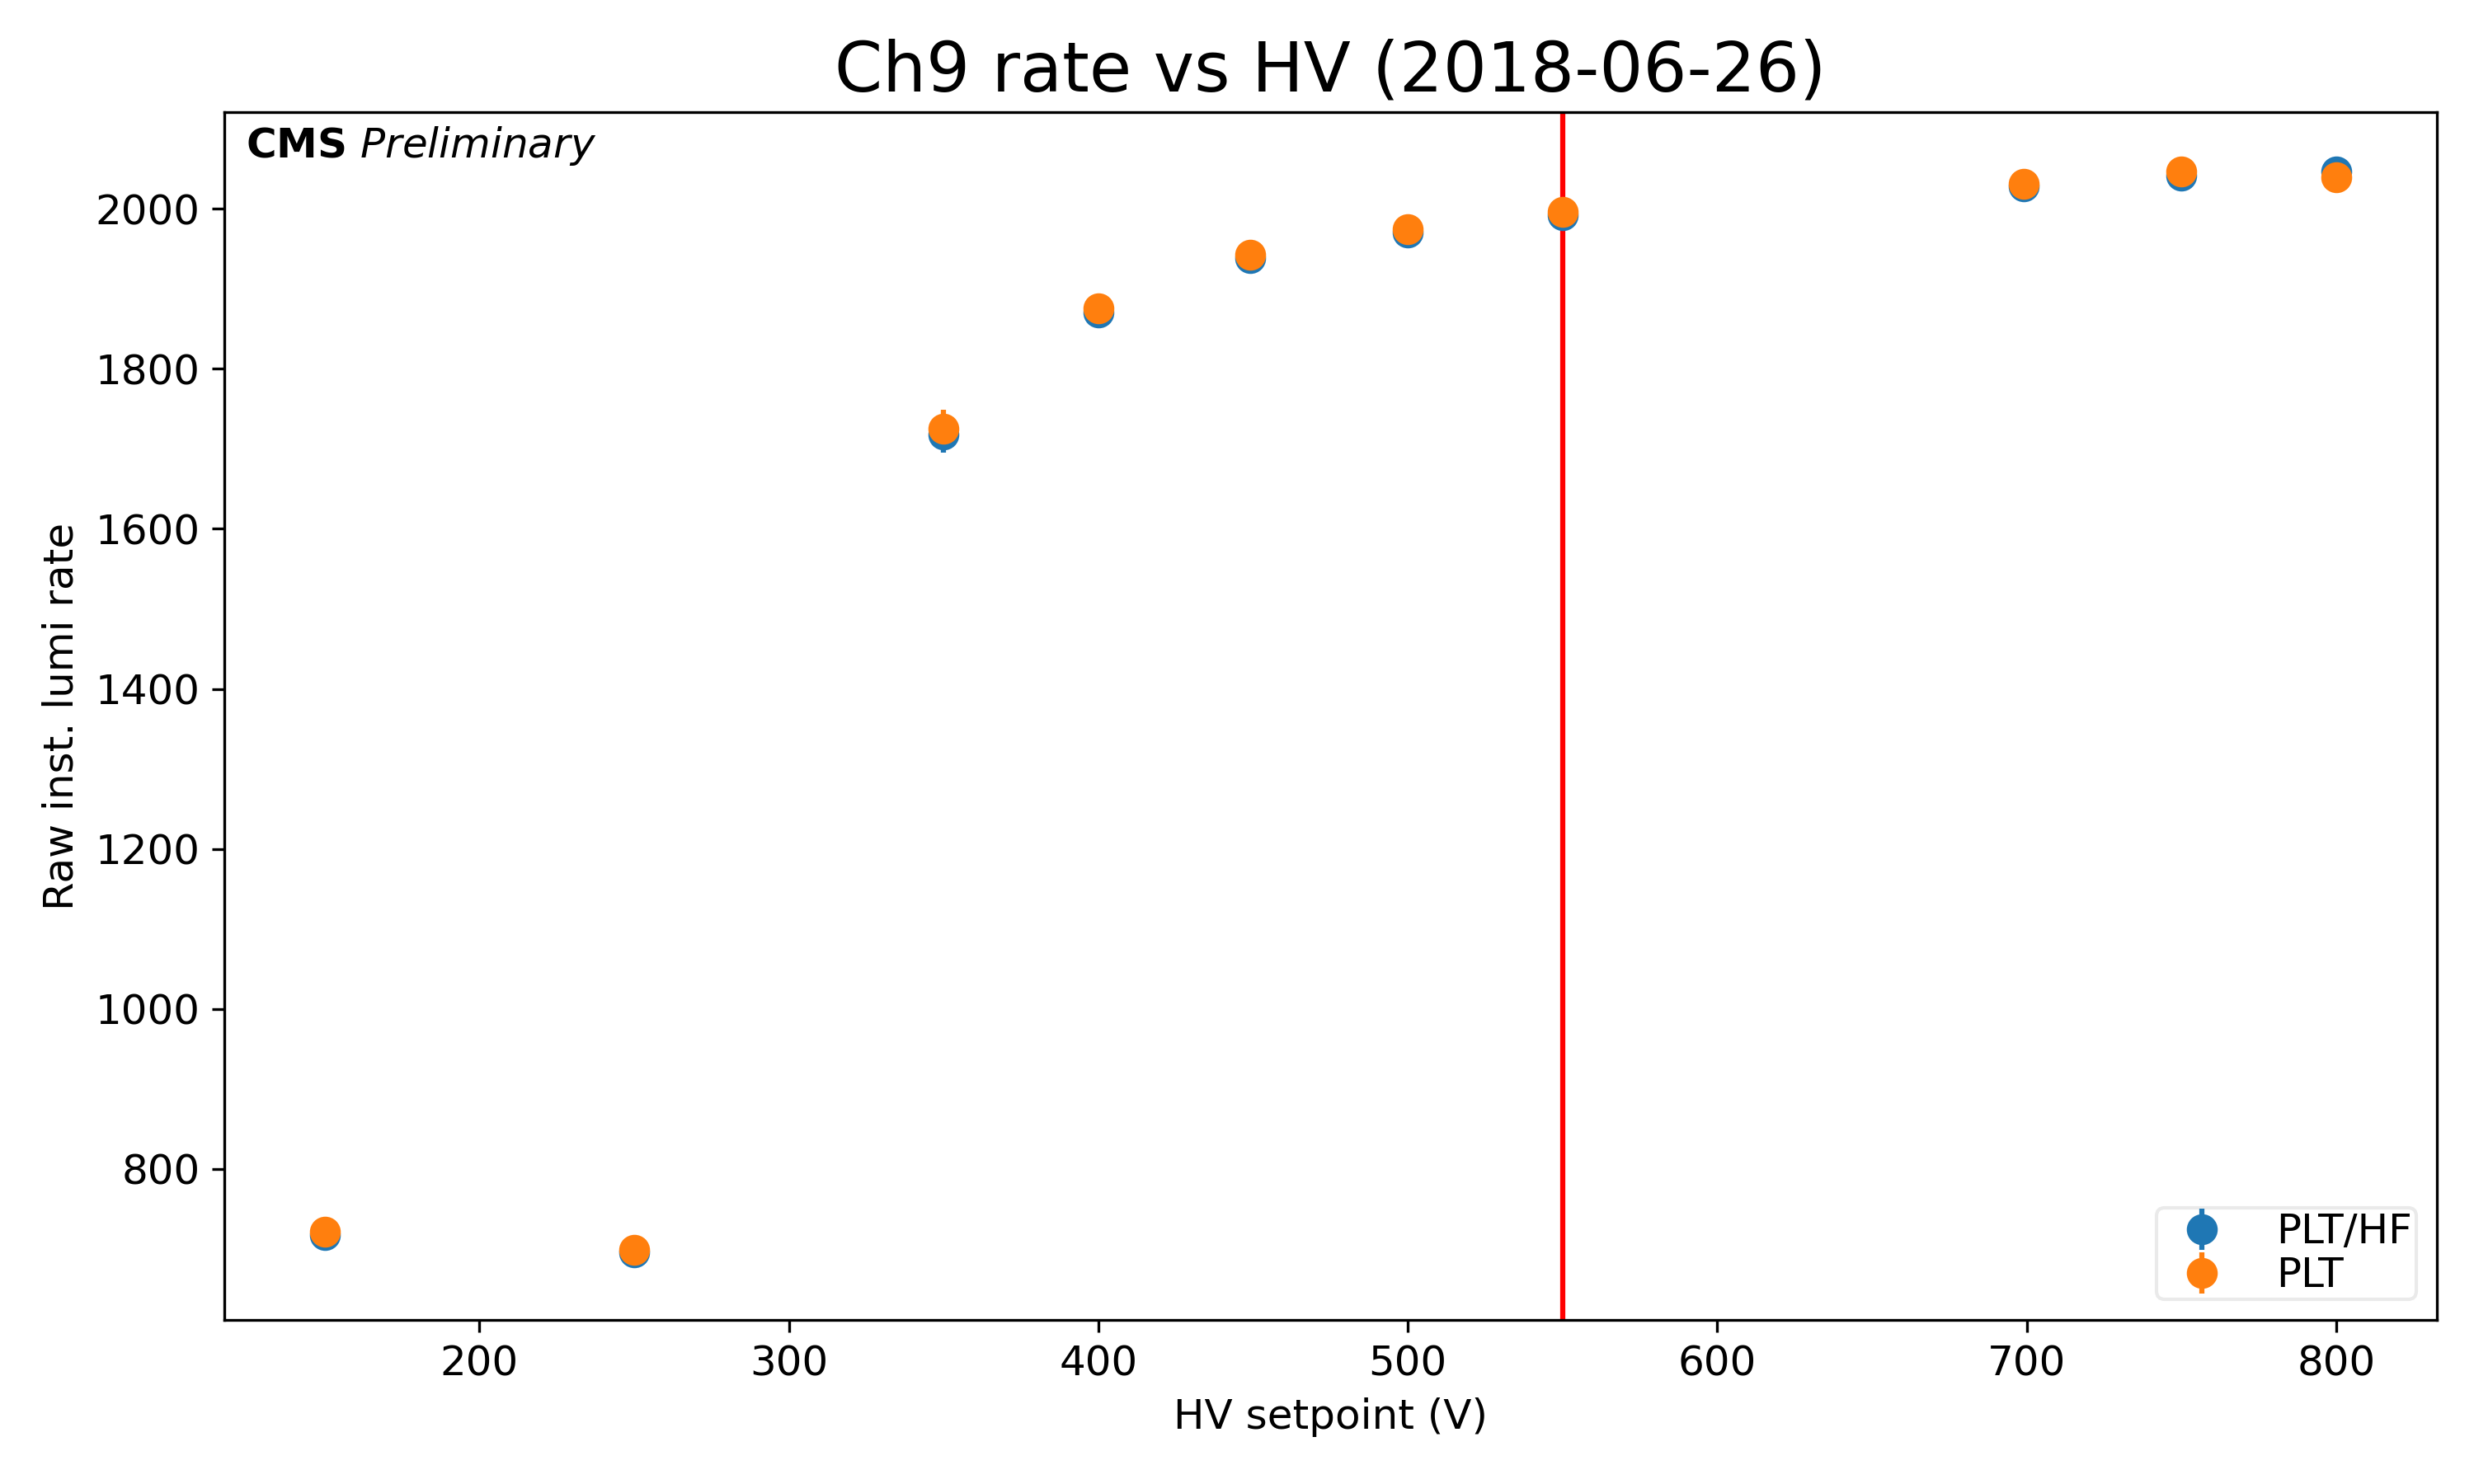 Ch9 rate vs HV (2018-06-26)
CMS Preliminary
Raw inst. lumi rate
2000
1800
1600
1400
1200
1000
800
200 300 400 500 600 700 800
HV setpoint (V)
PLT/HF
PLT